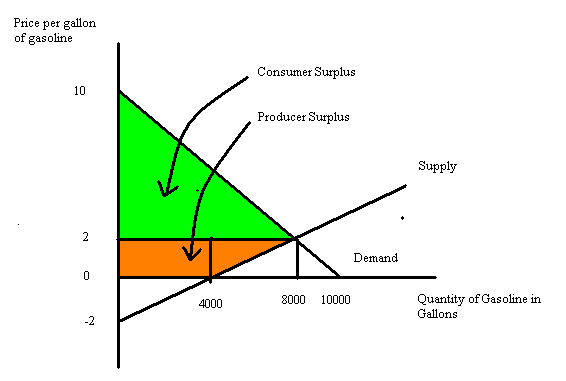 Price per gallon
of gasoline
10
Consumer Surplus
Producer Surplus
Supply
2
Demand
0
4000
8000
10000
Quantity of Gasoline in
Gallons
-2